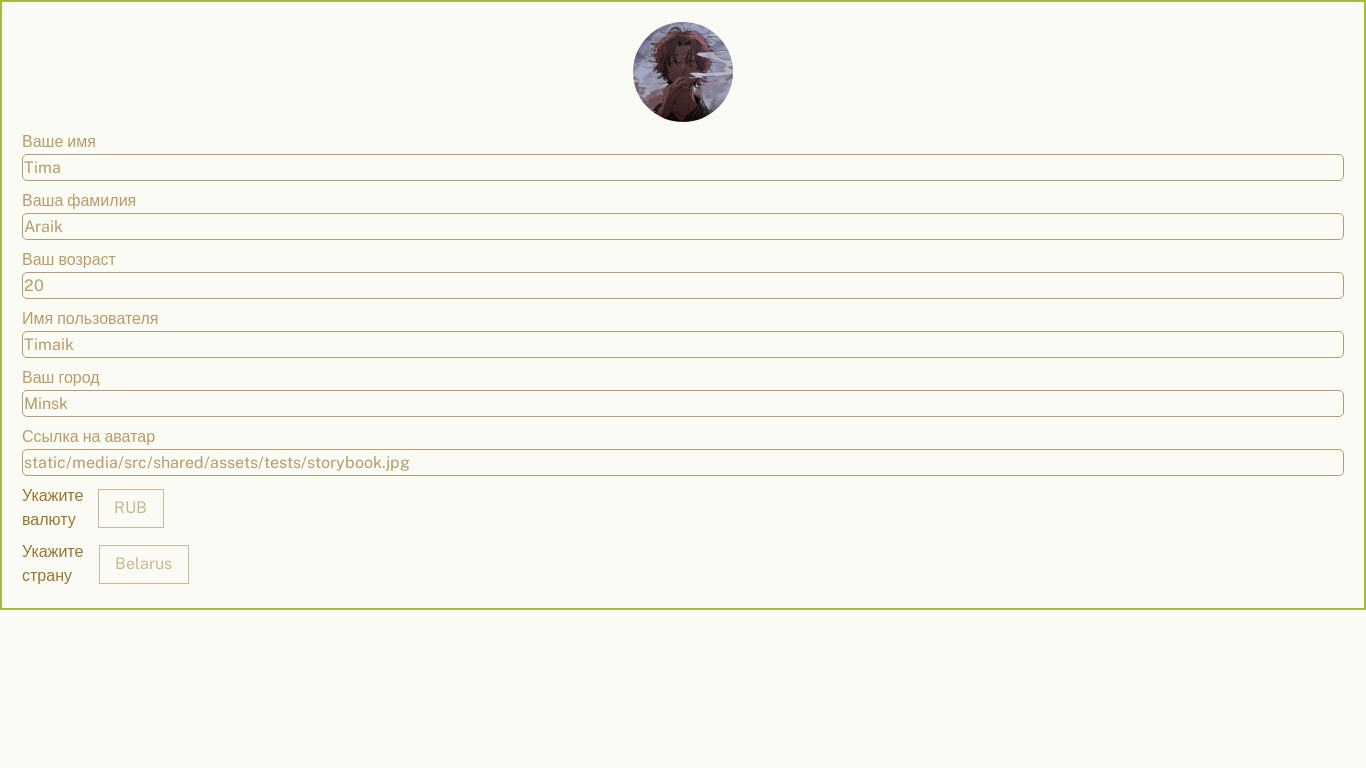 Ваше имя
Tima
Ваша фамилия
Araik
Ваш возраст
20
Имя пользователя
Timaik
Ваш город
Minsk
Ссылка на аватар
static/media/src/shared/assets/tests/storybook.jpg
Укажите
валюту
RUB
Укажите
страну
Belarus